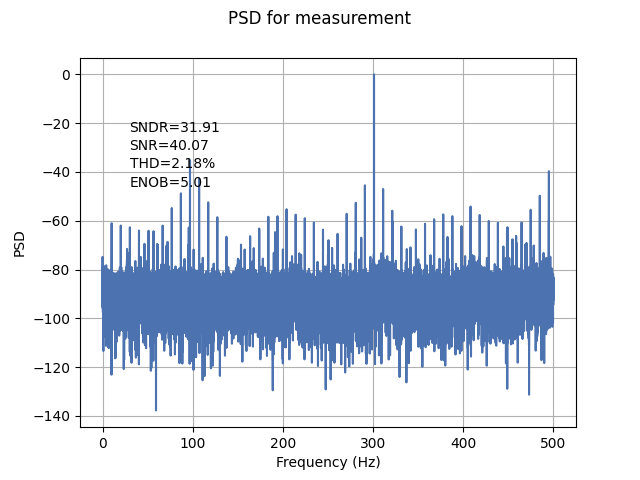 PSD for measurement
0
−20
−40
−60
−80
−100
−120
−140
PSD
SNDR=31.91
SNR=40.07
THD=2.18%
ENOB=5.01
0 100 200 300 400 500
Frequency (Hz)